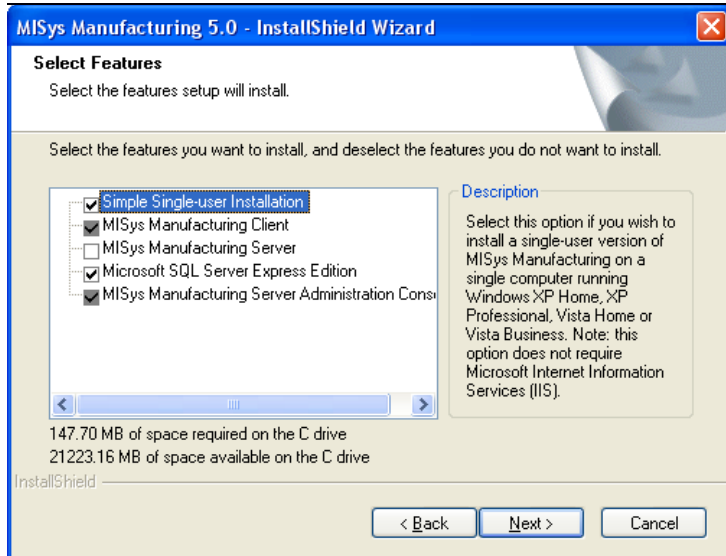 MISys Manufacturing 5.0 - InstallShield Wizard
Select Features
Select the features setup will install.
Select the features you want to install, and deselect the features you do not want to install.
Simple Single-user Installation
MISys Manufacturing Client
MISys Manufacturing Server
Microsoft SQL Server Express Edition
MISys Manufacturing Server Administration Cons
Description
Select this option if you wish to
install a single-user version of
MISys Manufacturing on a
single computer running
Windows XP Home, XP
Professional, Vista Home or
Vista Business. Note: this
option does not require
Microsoft Internet Information
Services (IIS).
147.70 MB of space required on the C drive
21223.16 MB of space available on the C drive
InstallShield
< Back
Next >
Cancel